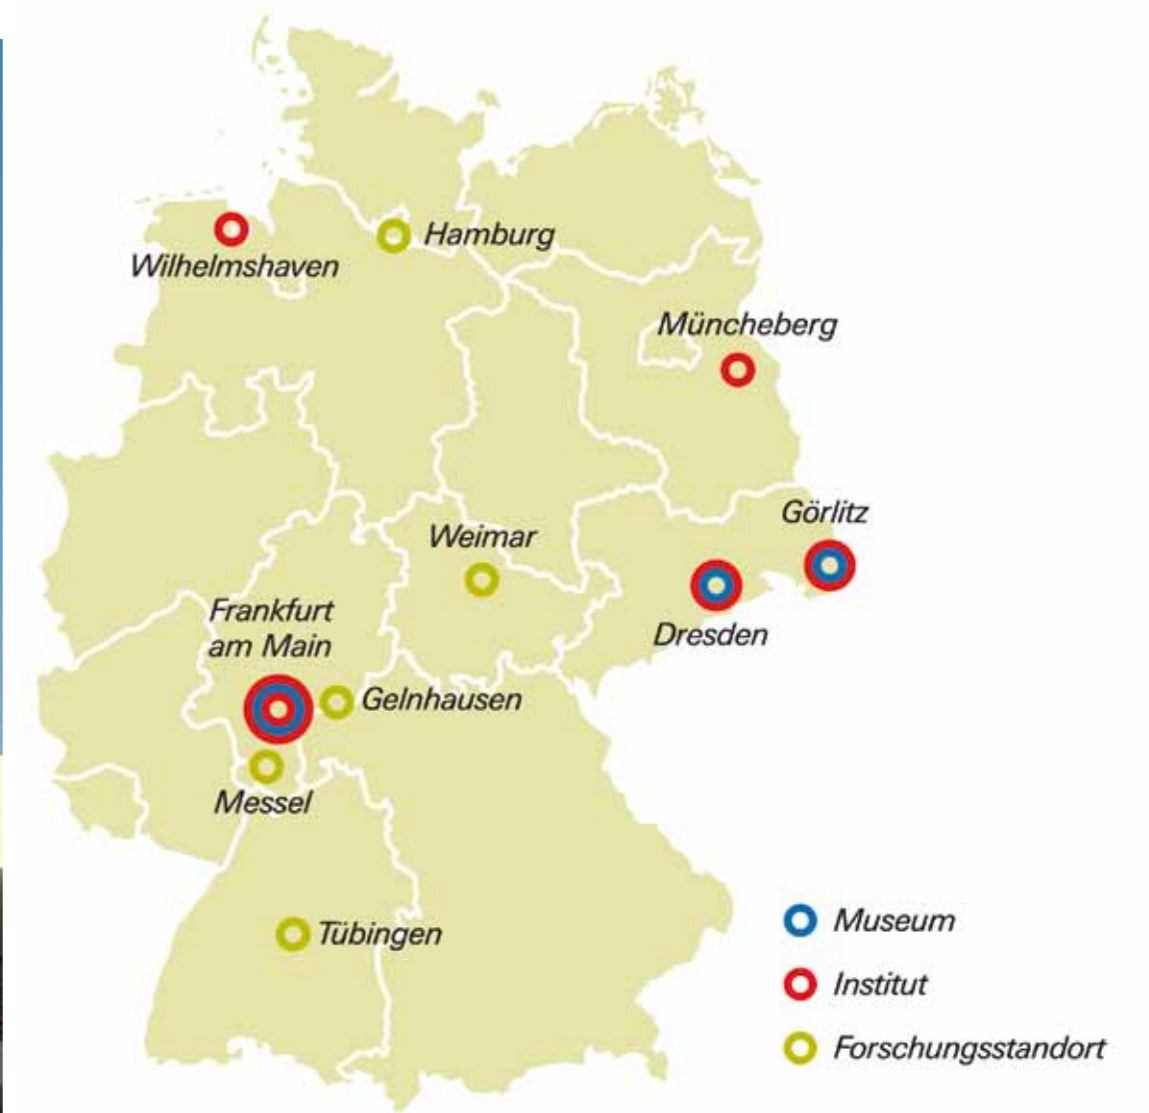 Hamburg
Wilhelmshaven
Müncheberg
Görlitz
Weimar
Dresden
Frankfurt
am Main
Gelnhausen
Messel
Tübingen
Museum
Institut
Forschungsstandort